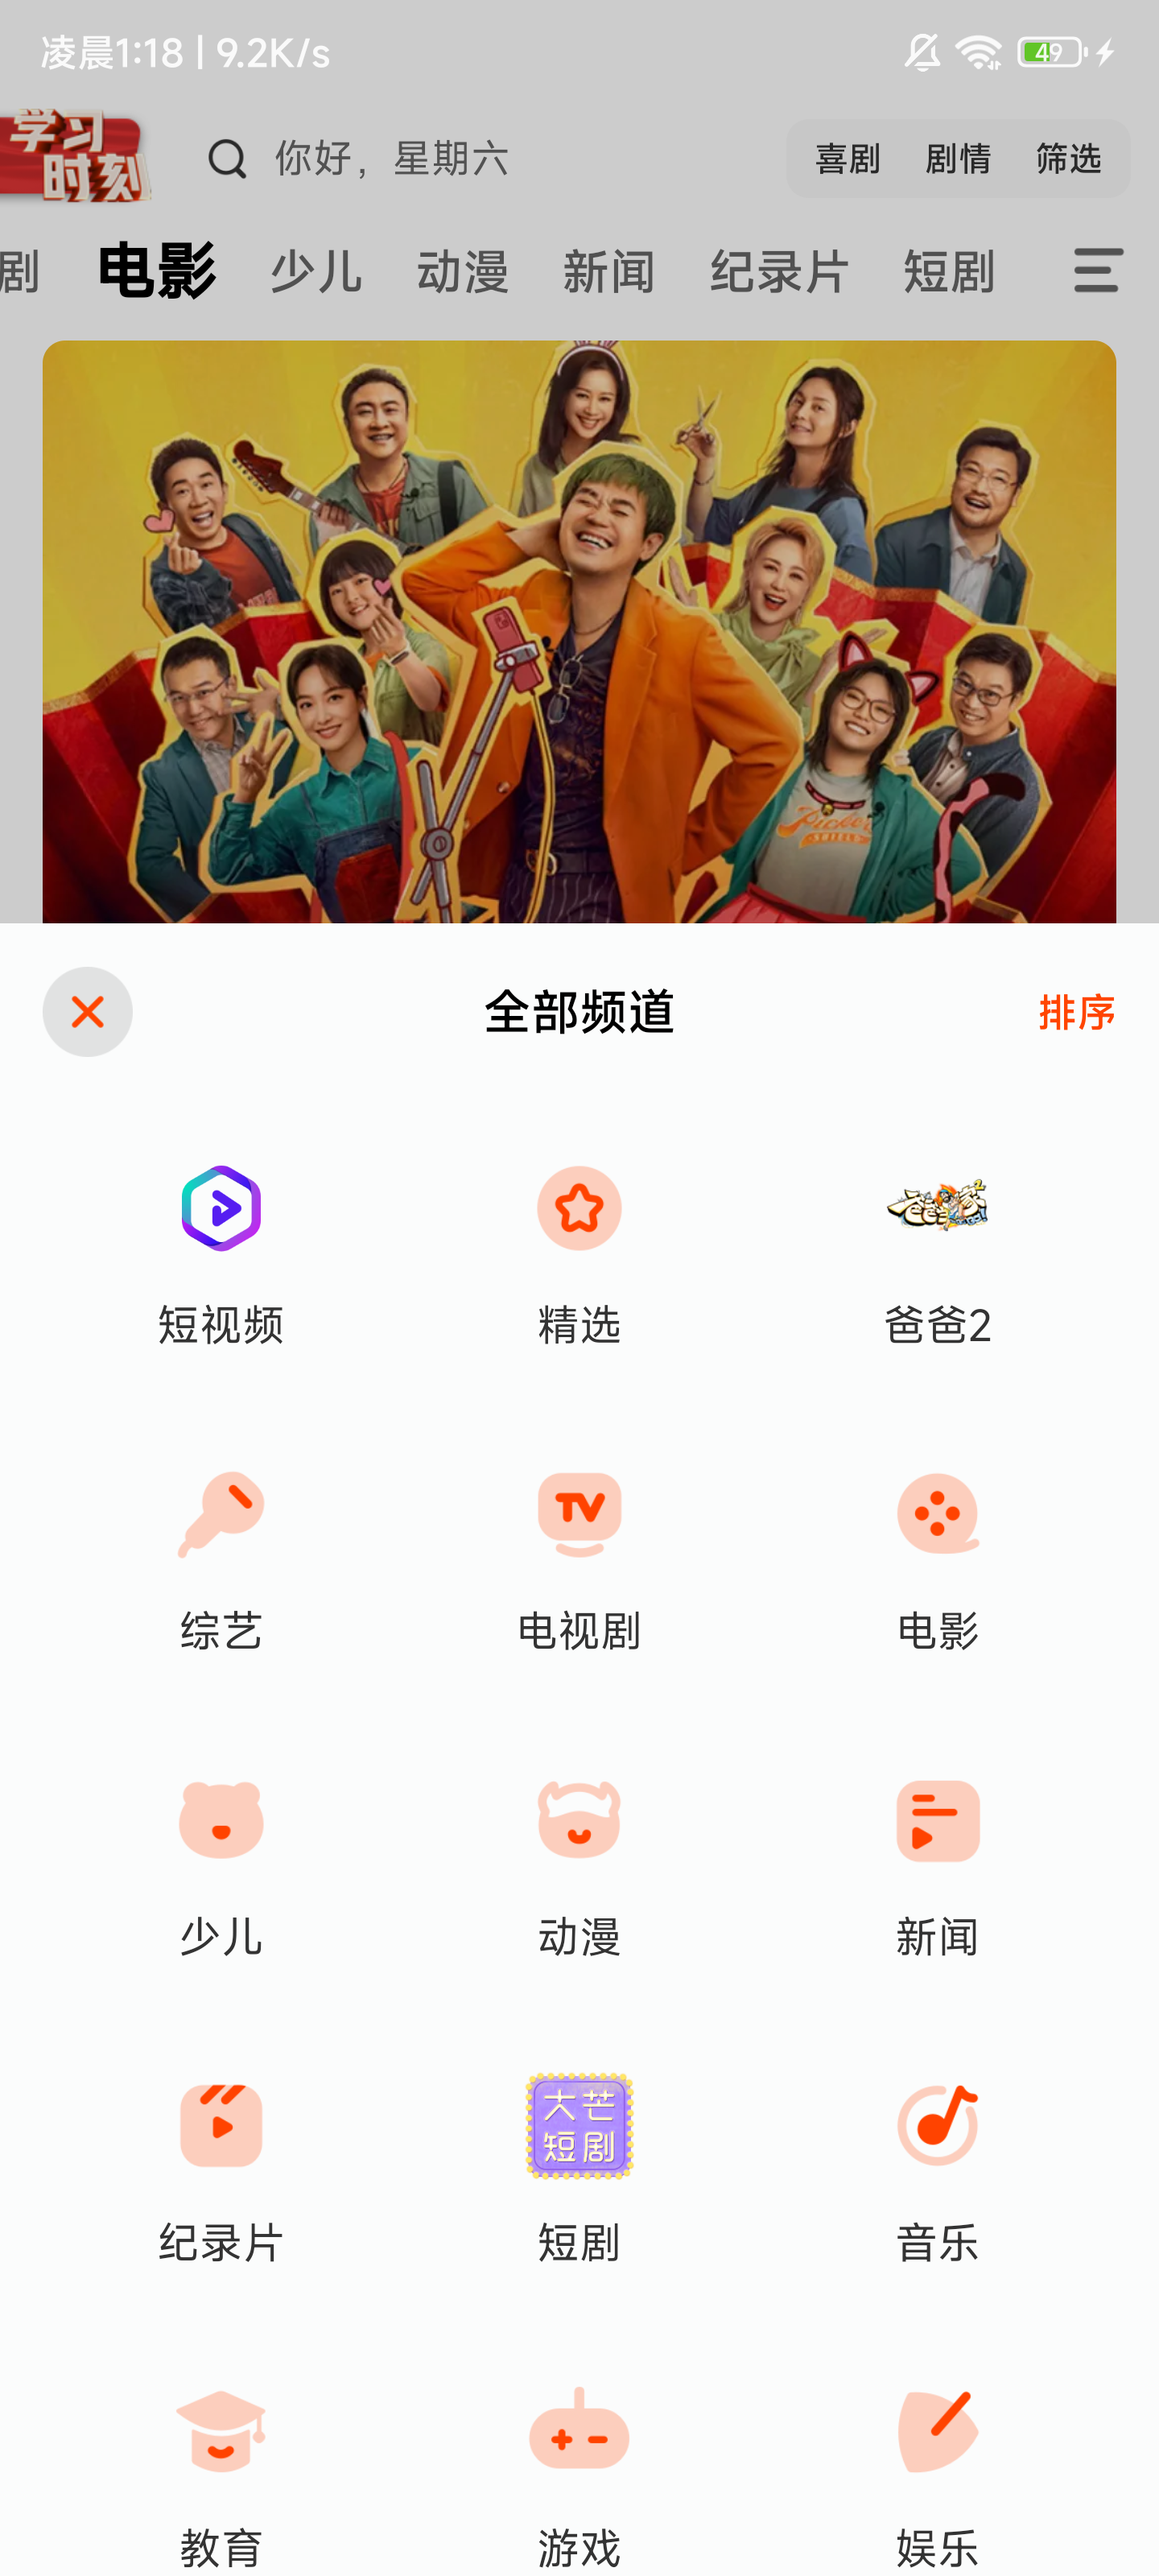 凌晨1:18 | 9.2K/s
49
学习
时刻
你好，星期六
喜剧 剧情 筛选
剧 电影 少儿 动漫 新闻 纪录片 短剧
全部频道
排序
短视频 精选 爸爸2
TV
综艺 电视剧 电影
少儿 动漫 新闻
大芒
短剧
纪录片 短剧 音乐
教育 游戏 娱乐